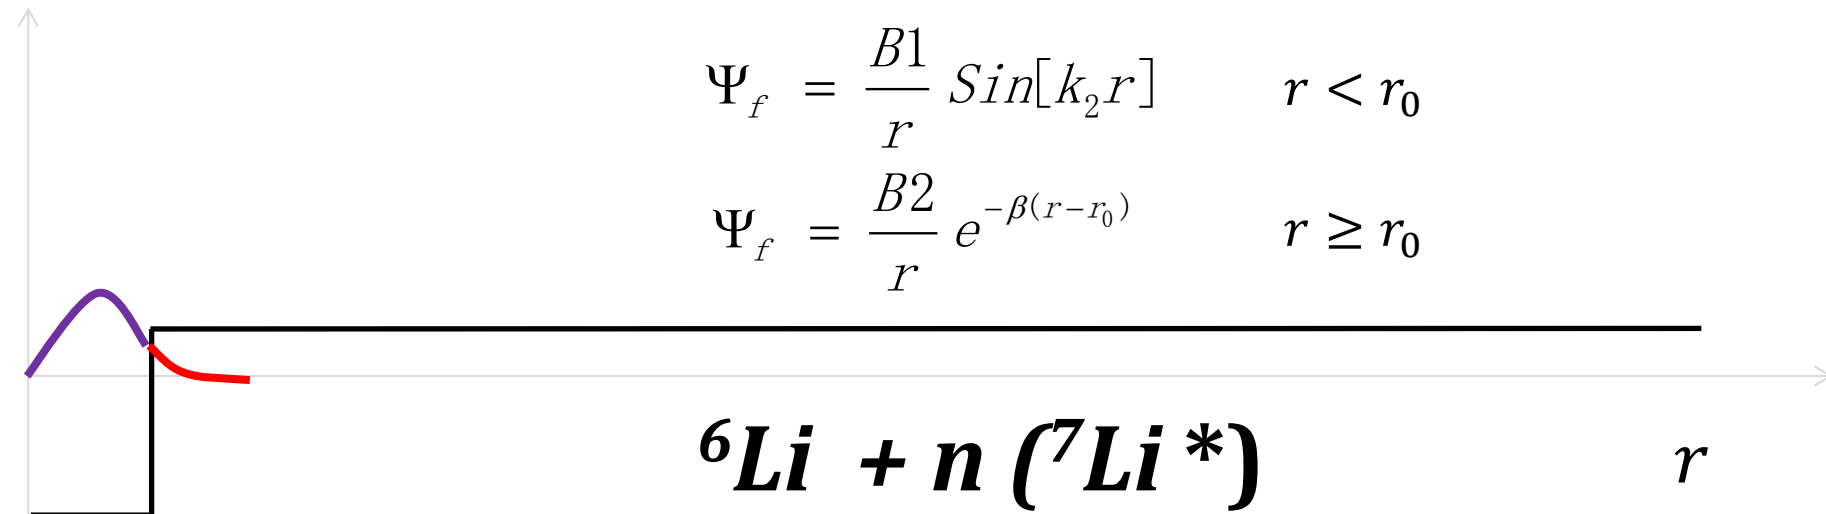 Ψf = B1/r Sin[k₂r] r < r₀
Ψf = B2/r e^−β(r−r₀) r ≥ r₀
⁶Li + n (⁷Li *)
r